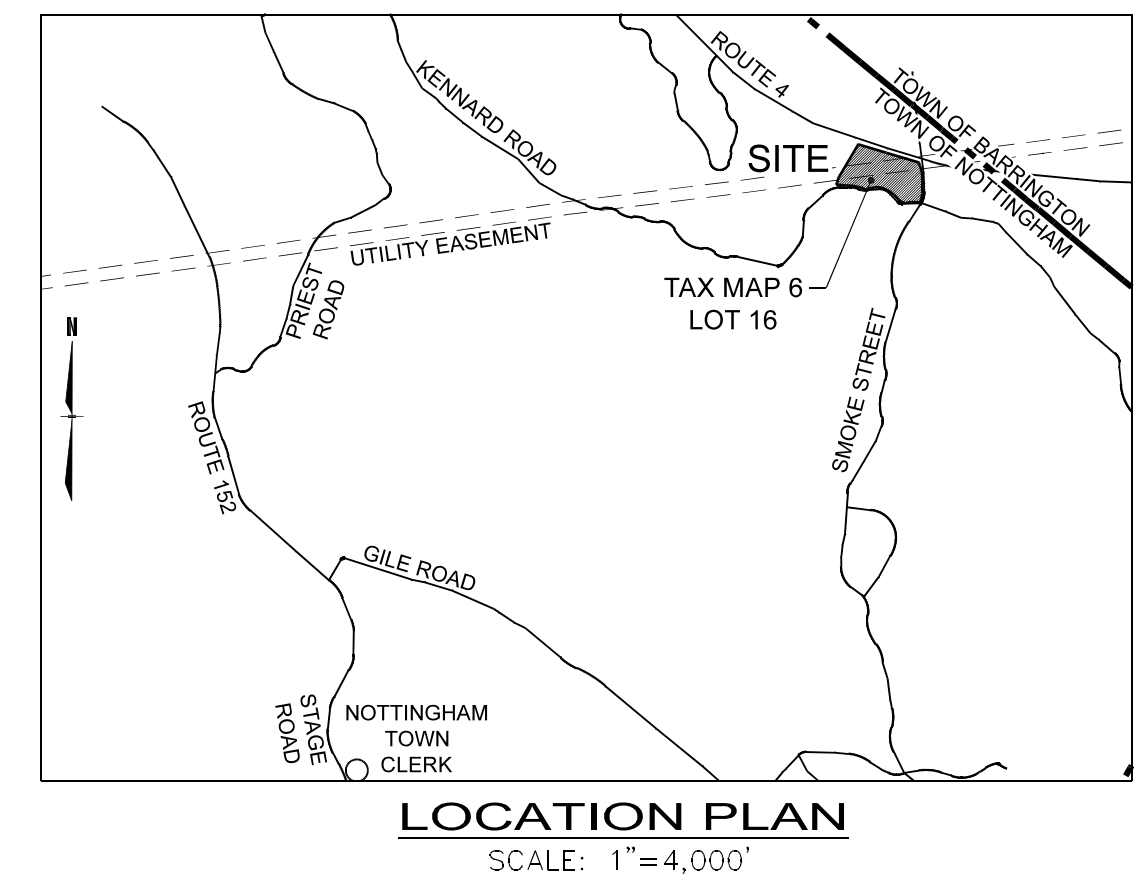 ROUTE 4
KENNARD ROAD
TOWN OF BARRINGTON
TOWN OF NOTTINGHAM
SITE
UTILITY EASEMENT
PRIEST
ROAD
TAX MAP 6
LOT 16
N
SMOKE STREET
ROUTE 152
GILE ROAD
STAGE
ROAD
NOTTINGHAM
TOWN
CLERK
LOCATION PLAN
SCALE: 1"=4,000'